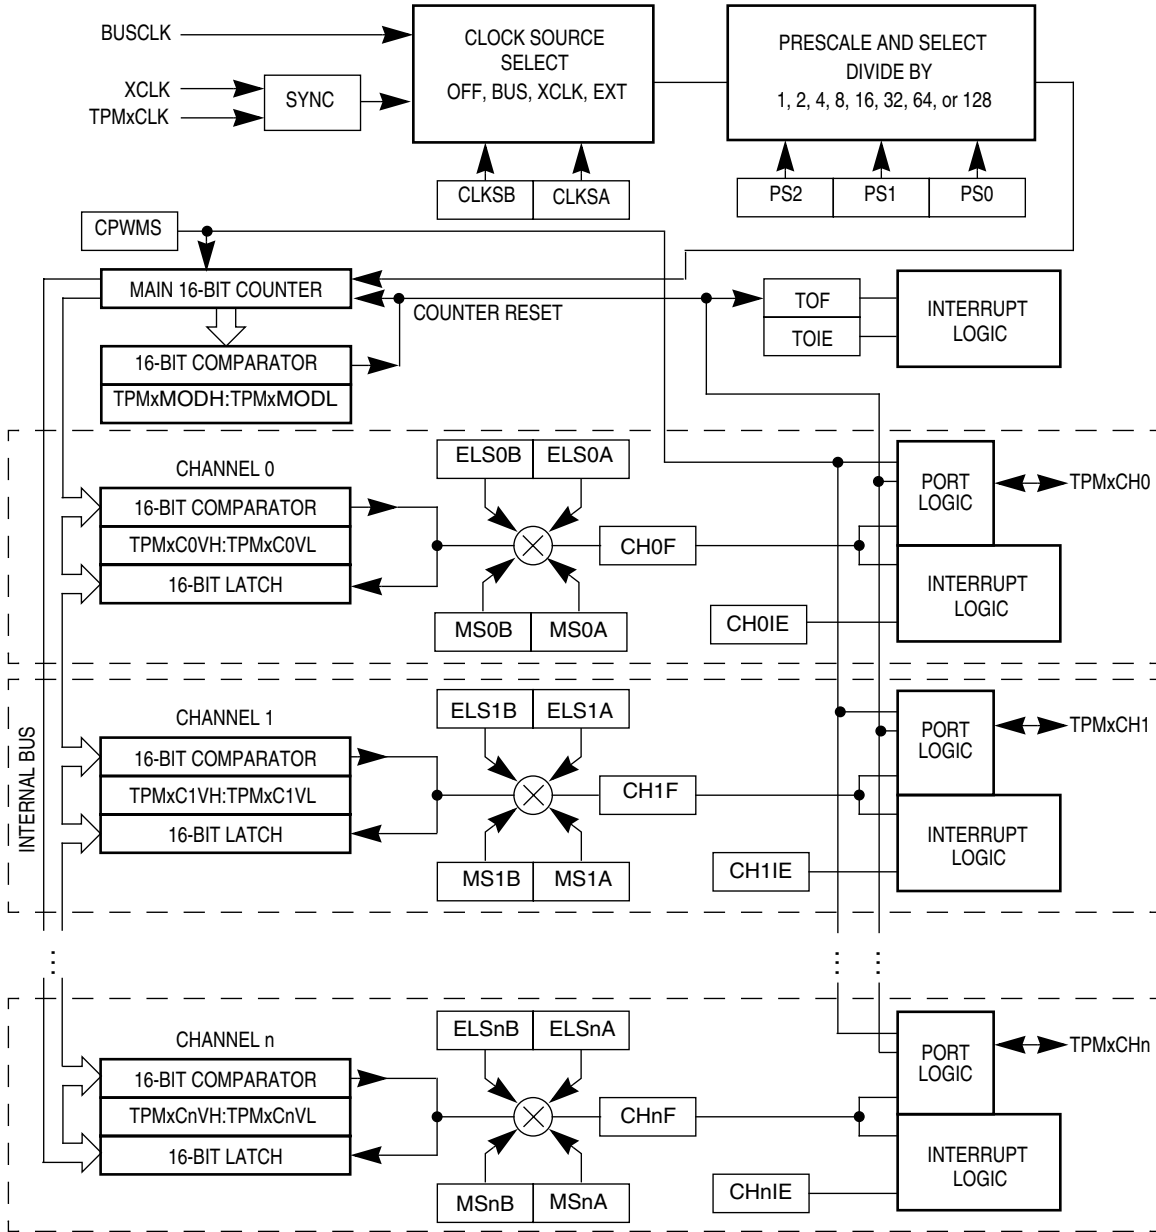 BUSCLK
XCLK
TPMxCLK
SYNC
CLOCK SOURCE
SELECT
OFF, BUS, XCLK, EXT
PRESCALE AND SELECT
DIVIDE BY
1, 2, 4, 8, 16, 32, 64, or 128
CLKSB
CLKSA
PS2
PS1
PS0
CPWMS
MAIN 16-BIT COUNTER
COUNTER RESET
TOF
TOIE
INTERRUPT
LOGIC
16-BIT COMPARATOR
TPMxMODH:TPMxMODL
INTERNAL BUS
CHANNEL 0
16-BIT COMPARATOR
TPMxC0VH:TPMxC0VL
16-BIT LATCH
ELS0B
ELS0A
MS0B
MS0A
CH0F
CH0IE
PORT
LOGIC
INTERRUPT
LOGIC
TPMxCH0
CHANNEL 1
16-BIT COMPARATOR
TPMxC1VH:TPMxC1VL
16-BIT LATCH
ELS1B
ELS1A
MS1B
MS1A
CH1F
CH1IE
PORT
LOGIC
INTERRUPT
LOGIC
TPMxCH1
CHANNEL n
16-BIT COMPARATOR
TPMxCnVH:TPMxCnVL
16-BIT LATCH
ELSnB
ELSnA
MSnB
MSnA
CHnF
CHnIE
PORT
LOGIC
INTERRUPT
LOGIC
TPMxCHn